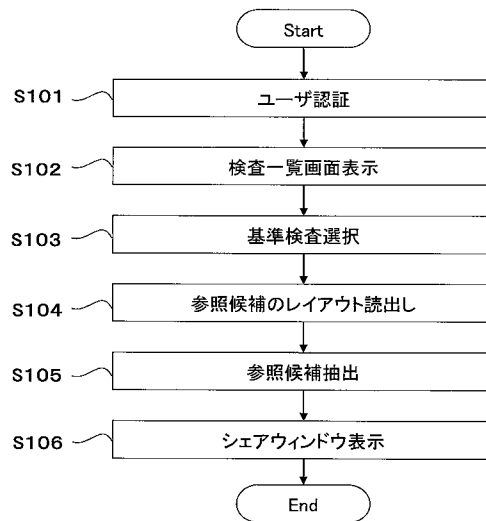 Start
S101 ユーザ認証
S102 検査一覧画面表示
S103 基準検査選択
S104 参照候補のレイアウト読出し
S105 参照候補抽出
S106 シェアウィンドウ表示
End